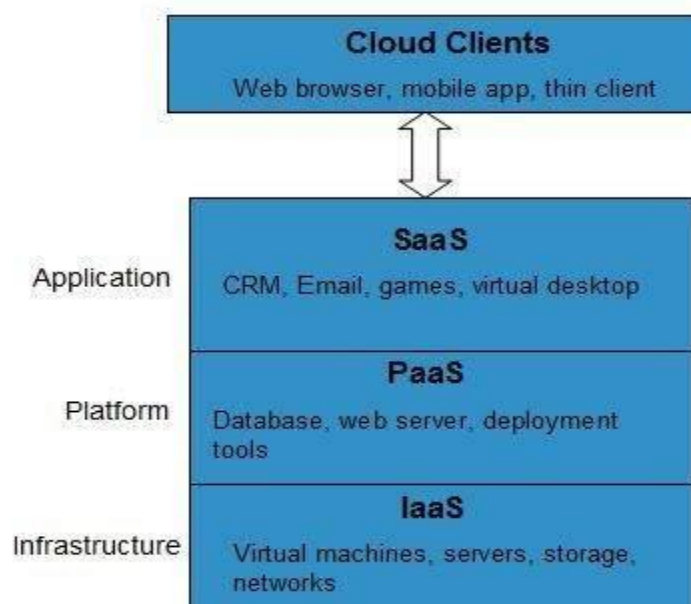 Cloud Clients
Web browser, mobile app, thin client
SaaS
Application
CRM, Email, games, virtual desktop
PaaS
Platform
Database, web server, deployment
tools
IaaS
Infrastructure
Virtual machines, servers, storage,
networks